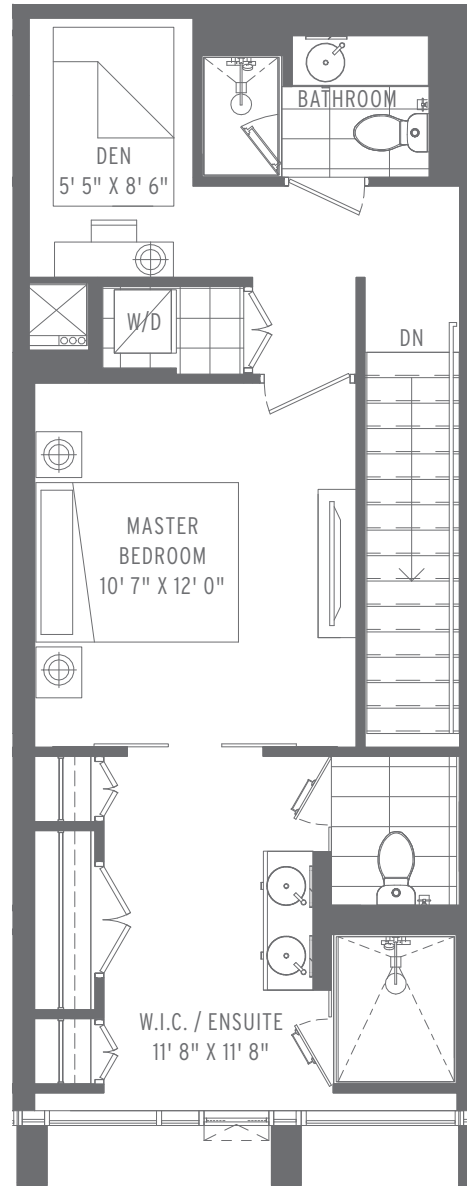 BATHROOM
DEN
5' 5" X 8' 6"
W/D
DN
MASTER
BEDROOM
10' 7" X 12' 0"
W.I.C. / ENSUITE
11' 8" X 11' 8"